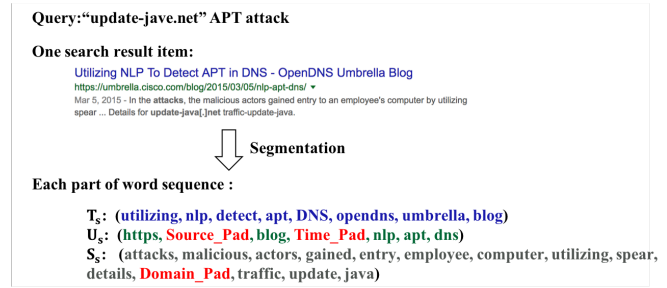 Query:“update-jave.net” APT attack
One search result item:
Utilizing NLP To Detect APT in DNS - OpenDNS Umbrella Blog
https://umbrella.cisco.com/blog/2015/03/05/nlp-apt-dns/ ▾
Mar 5, 2015 - In the attacks, the malicious actors gained entry to an employee's computer by utilizing
spear ... Details for update-java[.]net traffic-update-java.
Segmentation
Each part of word sequence :
Ts: (utilizing, nlp, detect, apt, DNS, opendns, umbrella, blog)
Us: (https, Source_Pad, blog, Time_Pad, nlp, apt, dns)
Ss: (attacks, malicious, actors, gained, entry, employee, computer, utilizing, spear,
details, Domain_Pad, traffic, update, java)